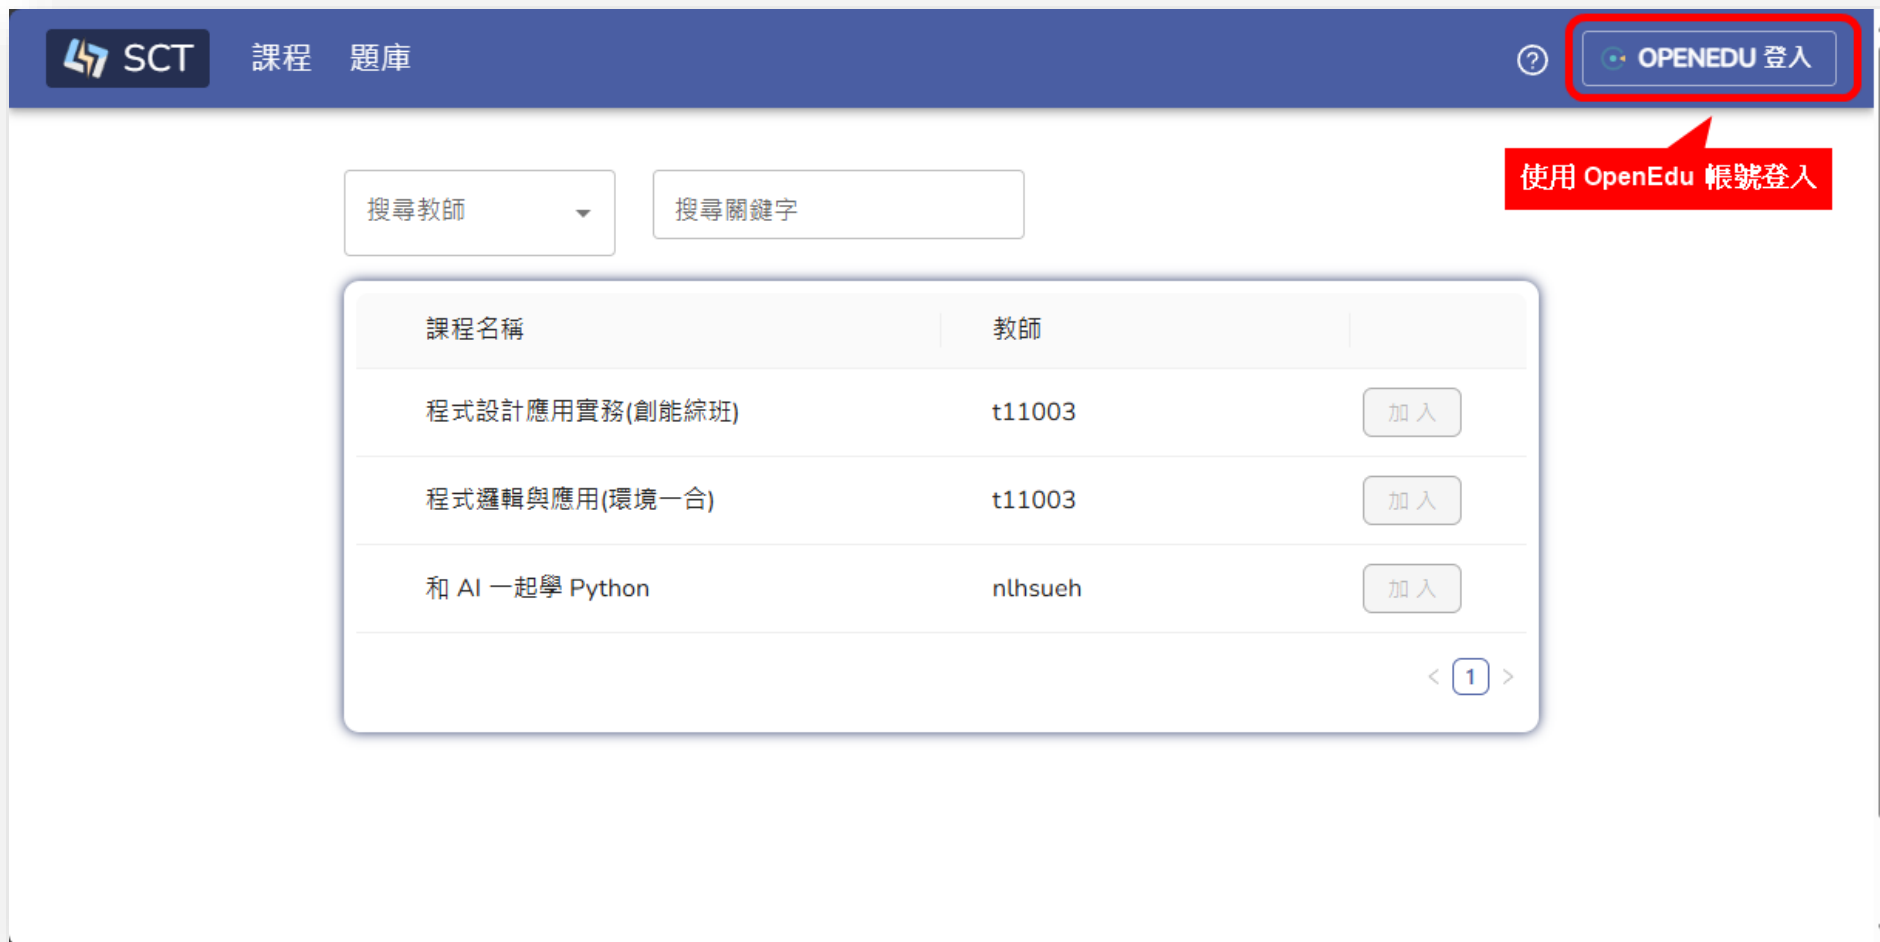 SCT 課程 題庫 OPENEDU 登入
使用 OpenEdu 帳號登入
搜尋教師 搜尋關鍵字
課程名稱 教師
程式設計應用實務(創能綜班) t11003 加入
程式邏輯與應用(環境一合) t11003 加入
和 AI 一起學 Python nlhsueh 加入
< 1 >